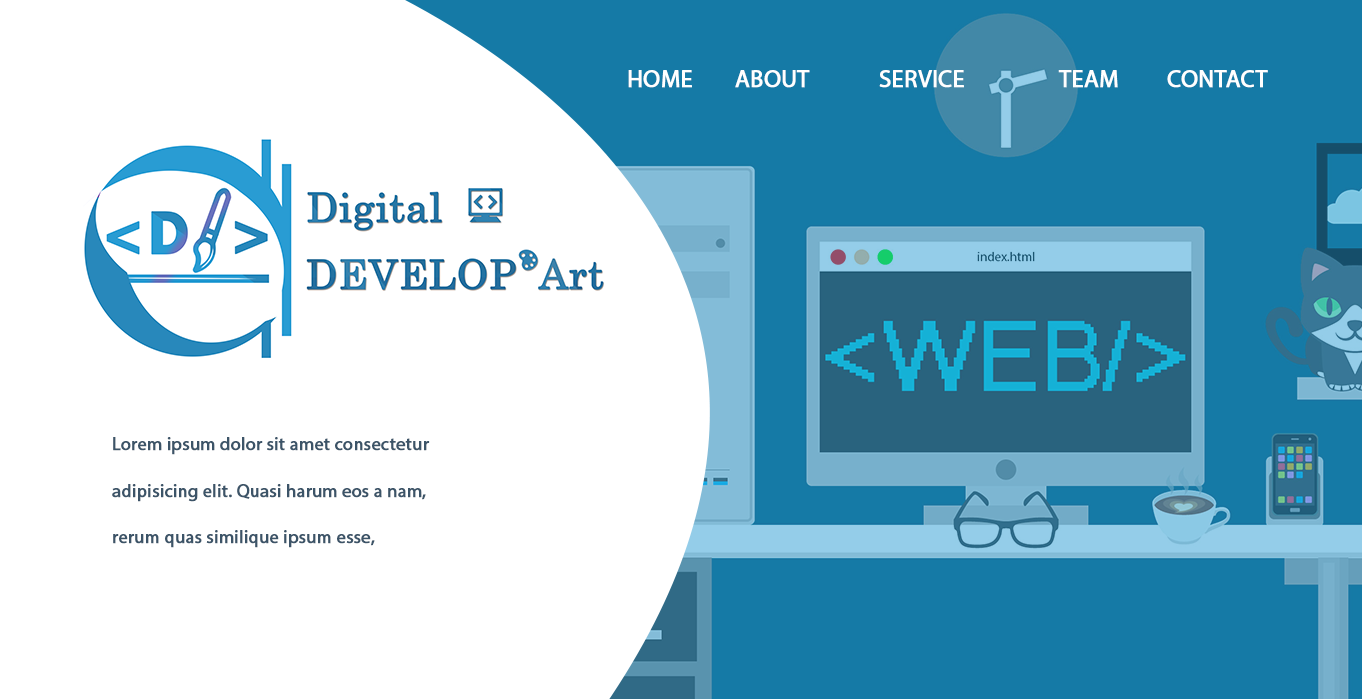 HOME ABOUT SERVICE TEAM CONTACT
<D/>
Digital
DEVELOP Art
index.html
<WEB/>
Lorem ipsum dolor sit amet consectetur
adipisicing elit. Quasi harum eos a nam,
rerum quas similique ipsum esse,